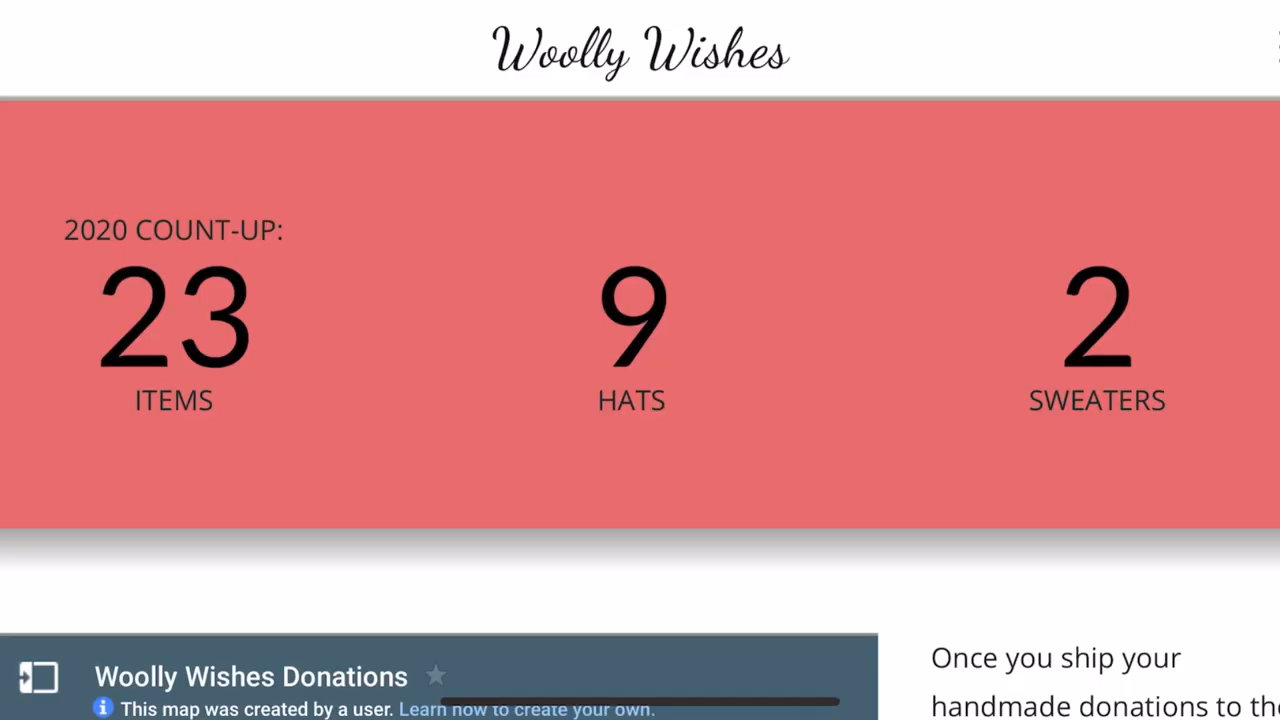 Woolly Wishes
2020 COUNT-UP:
23
ITEMS
9
HATS
2
SWEATERS
Woolly Wishes Donations
This map was created by a user. Learn how to create your own.
Once you ship your
handmade donations to the